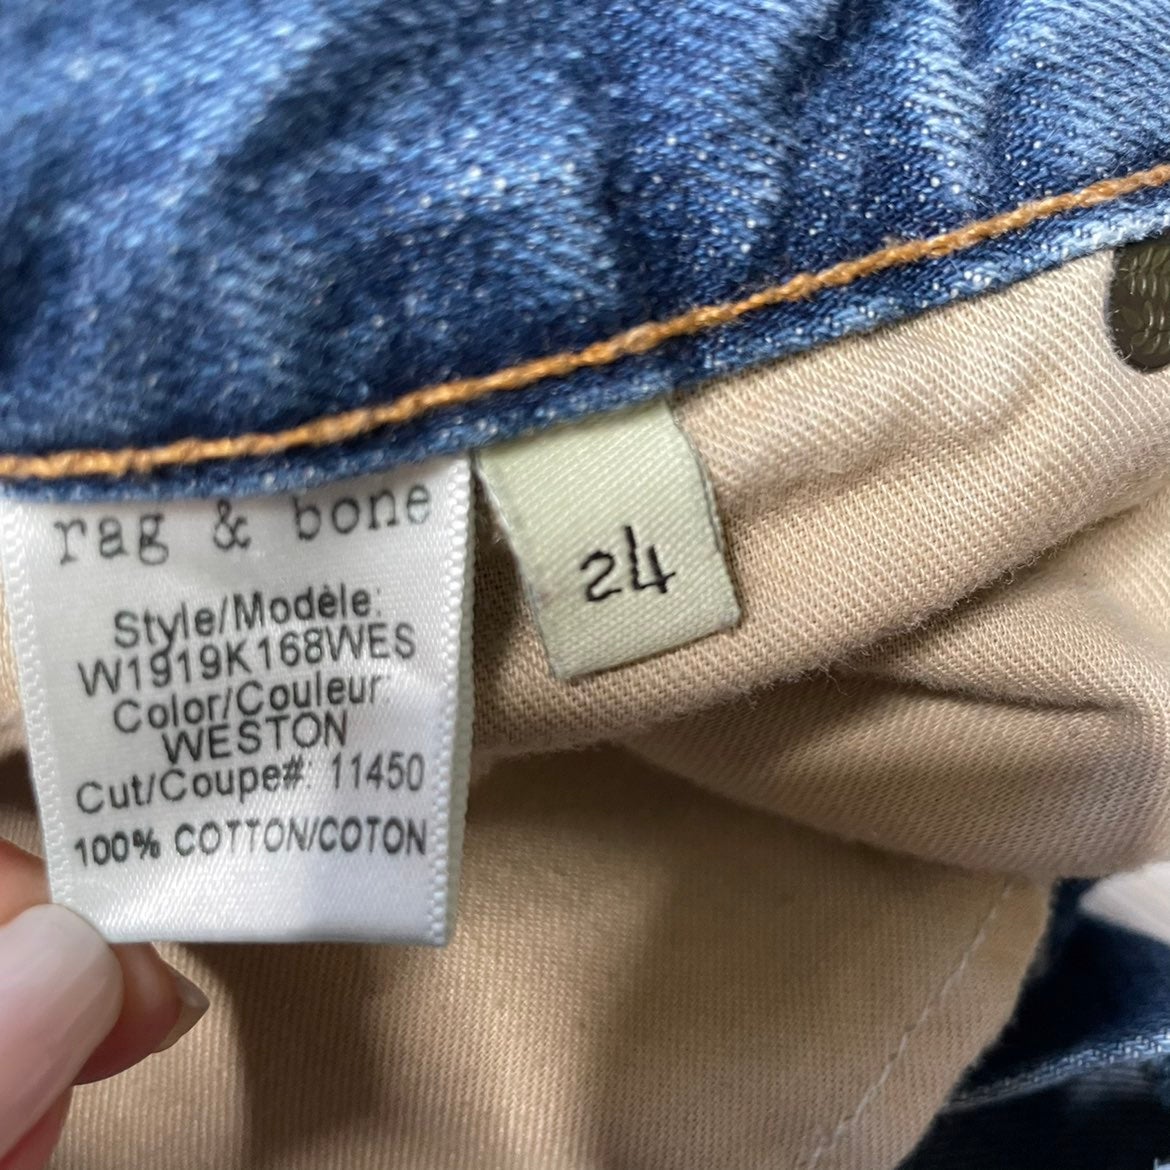 rag & bone
Style/Modèle:
W1919K168WES
Color/Couleur:
WESTON
Cut/Coupe#: 11450
100% COTTON/COTON
24